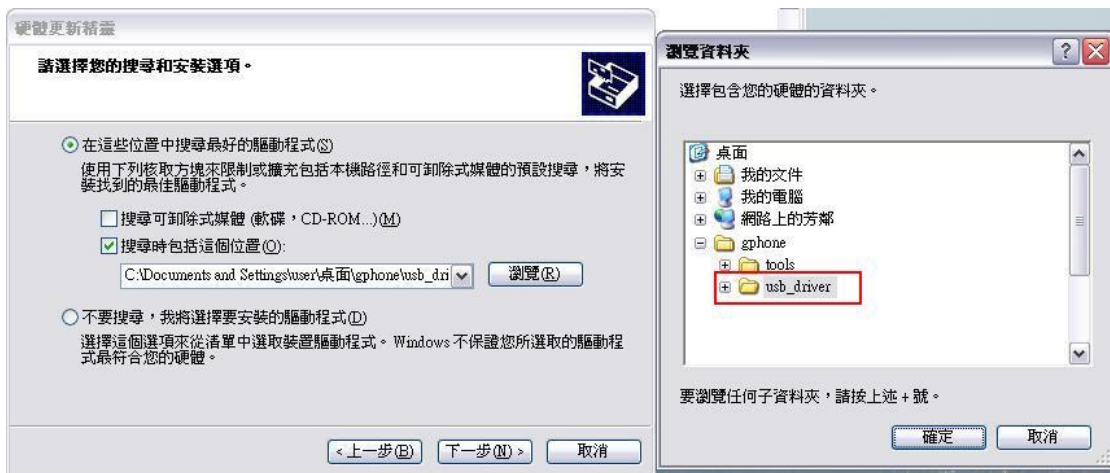 硬體更新精靈
請選擇您的搜尋和安裝選項。
在這些位置中搜尋最好的驅動程式(S)
使用下列核取方塊來限制或擴充包括本機路徑和可卸除式媒體的預設搜尋，將安
裝找到的最佳驅動程式。
搜尋可卸除式媒體 (軟碟，CD-ROM...)(M)
搜尋時包括這個位置(O):
C:\Documents and Settings\user\桌面\gphone\usb_dri
瀏覽(R)
不要搜尋，我將選擇要安裝的驅動程式(D)
選擇這個選項來從清單中選取裝置驅動程式。Windows 不保證您所選取的驅動程
式最符合您的硬體。
<上一步(B)
下一步(N)>
取消
瀏覽資料夾
選擇包含您的硬體的資料夾。
桌面
我的文件
我的電腦
網路上的芳鄰
gphone
tools
usb_driver
要瀏覽任何子資料夾，請按上述 + 號。
確定
取消